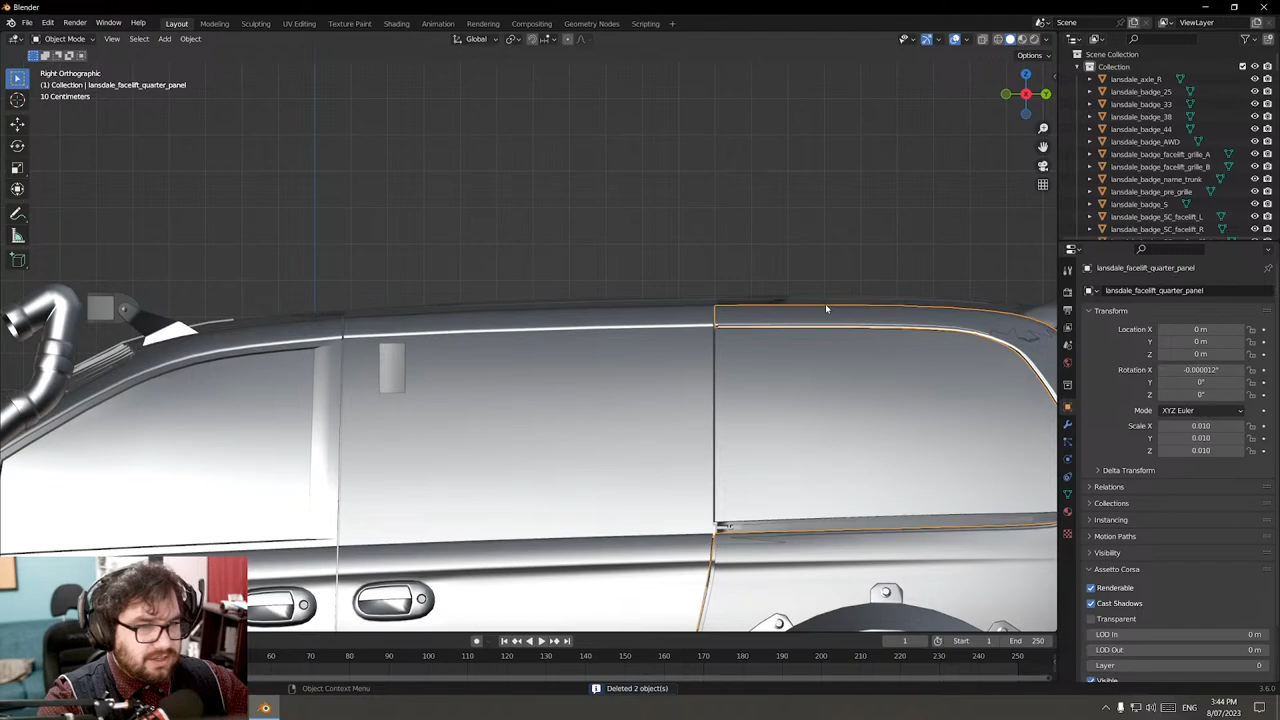 Blender
File Edit Render Window Help Layout Modeling Sculpting UV Editing Texture Paint Shading Animation Rendering Compositing Geometry Nodes Scripting Scene ViewLayer
Object Mode View Select Add Object Global
Options
Right Orthographic
(1) Collection | lansdale_facelift_quarter_panel
10 Centimeters
Scene Collection
Collection
lansdale_axle_R
lansdale_badge_25
lansdale_badge_33
lansdale_badge_38
lansdale_badge_44
lansdale_badge_AWD
lansdale_badge_facelift_grille_A
lansdale_badge_facelift_grille_B
lansdale_badge_name_trunk
lansdale_badge_pre_grille
lansdale_badge_S
lansdale_badge_SC_facelift_L
lansdale_badge_SC_facelift_R
lansdale_facelift_quarter_panel
lansdale_facelift_quarter_panel
Transform
Location X 0 m
Y 0 m
Z 0 m
Rotation X -0.000012°
Y 0°
Z 0°
Mode XYZ Euler
Scale X 0.010
Y 0.010
Z 0.010
Delta Transform
Relations
Collections
Instancing
Motion Paths
Visibility
Assetto Corsa
Renderable
Cast Shadows
Transparent
LOD In 0 m
LOD Out 0 m
Layer 0
Visible
1 Start 1 End 250
60 70 80 90 100 110 120 130 140 150 160 170 180 190 200 210 220 230 240 250
Object Context Menu Deleted 2 object(s) 3.6.0
ENG 3:44 PM
8/07/2023